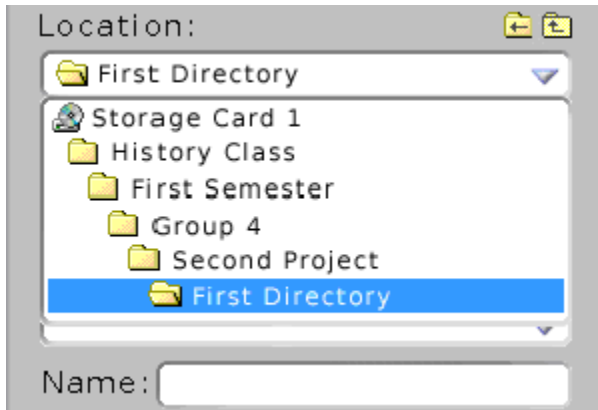 Location:
First Directory
Storage Card 1
History Class
First Semester
Group 4
Second Project
First Directory
Name: